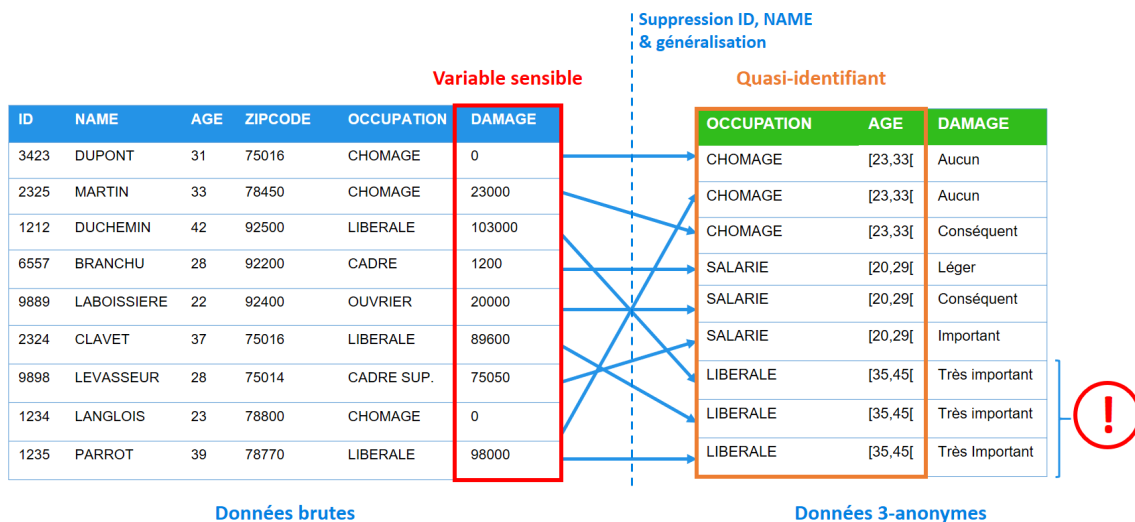 Suppression ID, NAME
& généralisation
Variable sensible
Quasi-identifiant
ID NAME AGE ZIPCODE OCCUPATION DAMAGE
3423 DUPONT 31 75016 CHOMAGE 0
2325 MARTIN 33 78450 CHOMAGE 23000
1212 DUCHEMIN 42 92500 LIBERALE 103000
6557 BRANCHU 28 92200 CADRE 1200
9889 LABOISSIERE 22 92400 OUVRIER 20000
2324 CLAVET 37 75016 LIBERALE 89600
9898 LEVASSEUR 28 75014 CADRE SUP. 75050
1234 LANGLOIS 23 78800 CHOMAGE 0
1235 PARROT 39 78770 LIBERALE 98000
OCCUPATION AGE DAMAGE
CHOMAGE [23,33[ Aucun
CHOMAGE [23,33[ Aucun
CHOMAGE [23,33[ Conséquent
SALARIE [20,29[ Léger
SALARIE [20,29[ Conséquent
SALARIE [20,29[ Important
LIBERALE [35,45[ Très important
LIBERALE [35,45[ Très important
LIBERALE [35,45[ Très Important
!
Données brutes
Données 3-anonymes